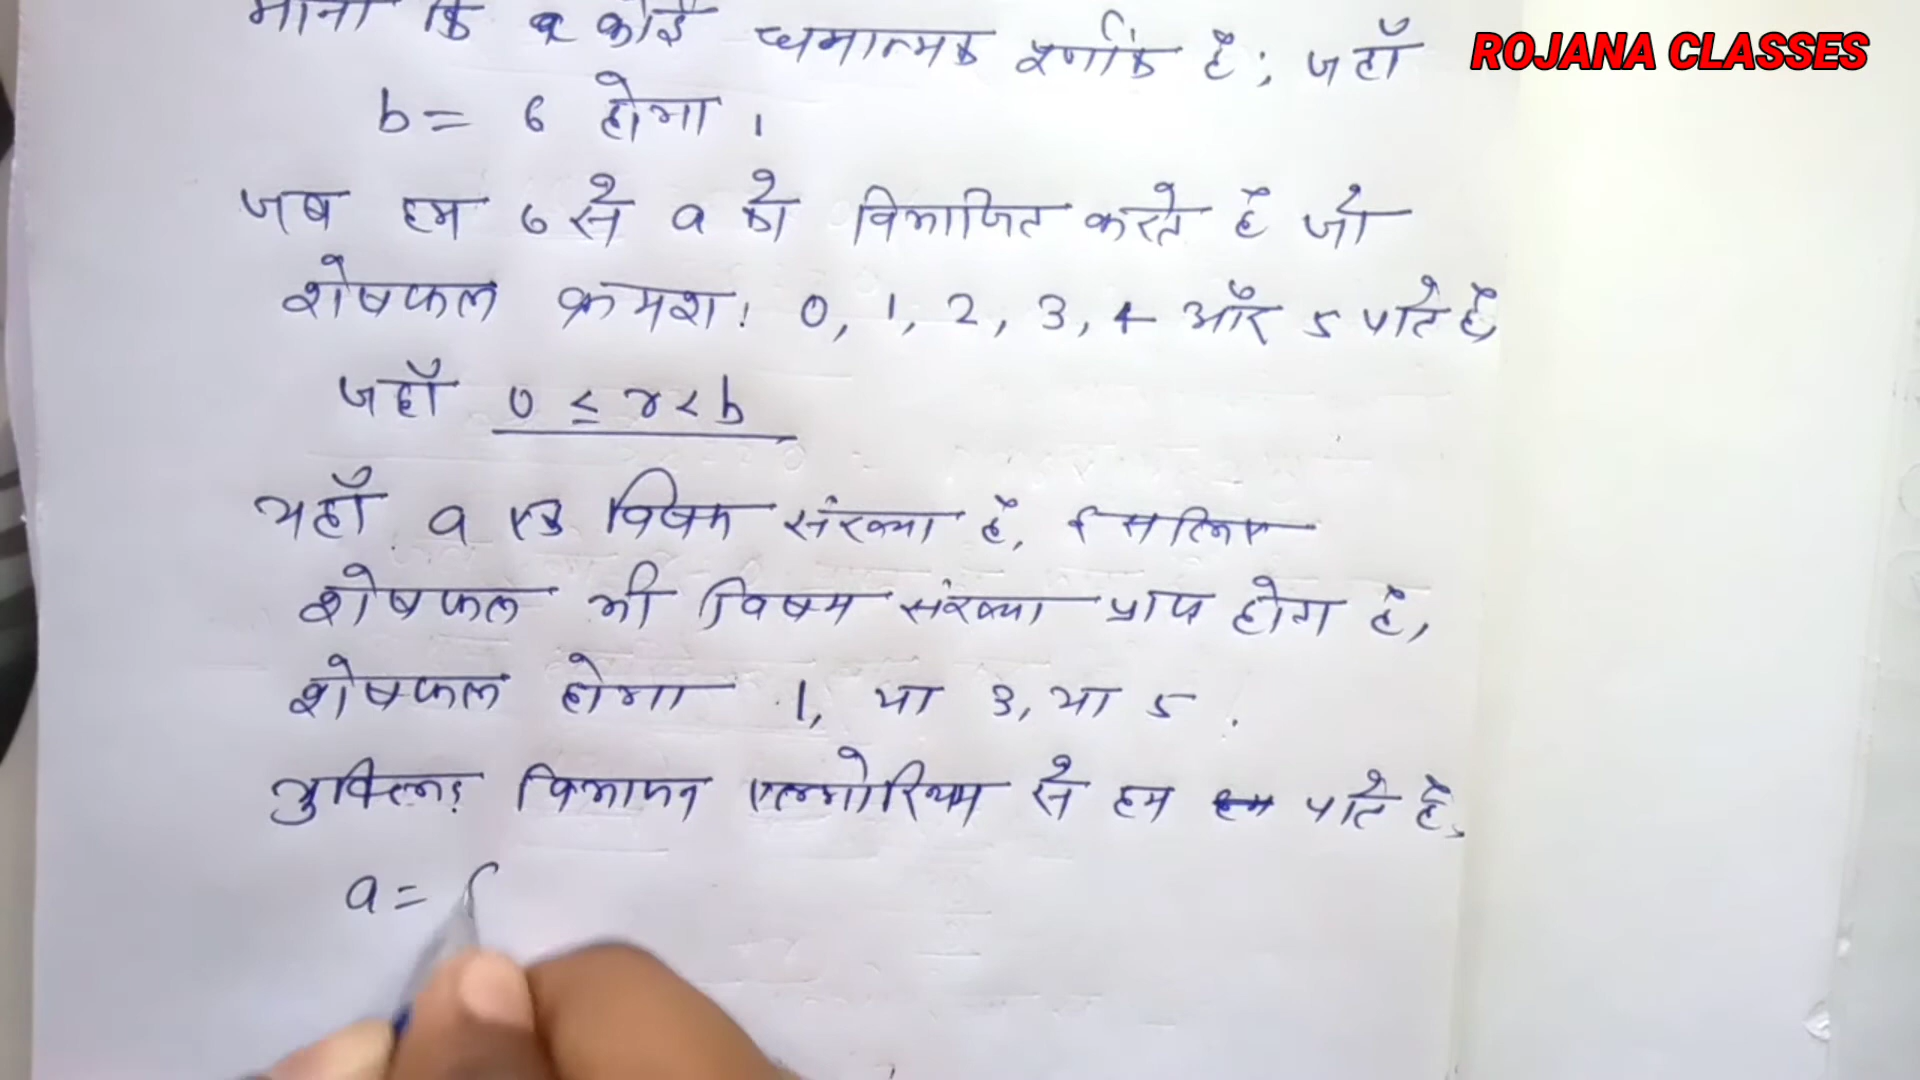 माना कि a कोई धनात्मक पूर्णांक है; जहाँ
ROJANA CLASSES
b = 6 होगा ।
जब हम 6 से a को विभाजित करते है जो
शेषफल क्रमश: 0, 1, 2, 3, 4 और 5 पाते है,
जहाँ 0 ≤ r < b
यहाँ a एक विषम संख्या है, इसलिए
शेषफल भी विषम संख्या प्राप्त होगा है,
शेषफल होगा 1, या 3, या 5 .
युक्लिड विभाजन एल्गोरिथम से हम पाते है,
a =